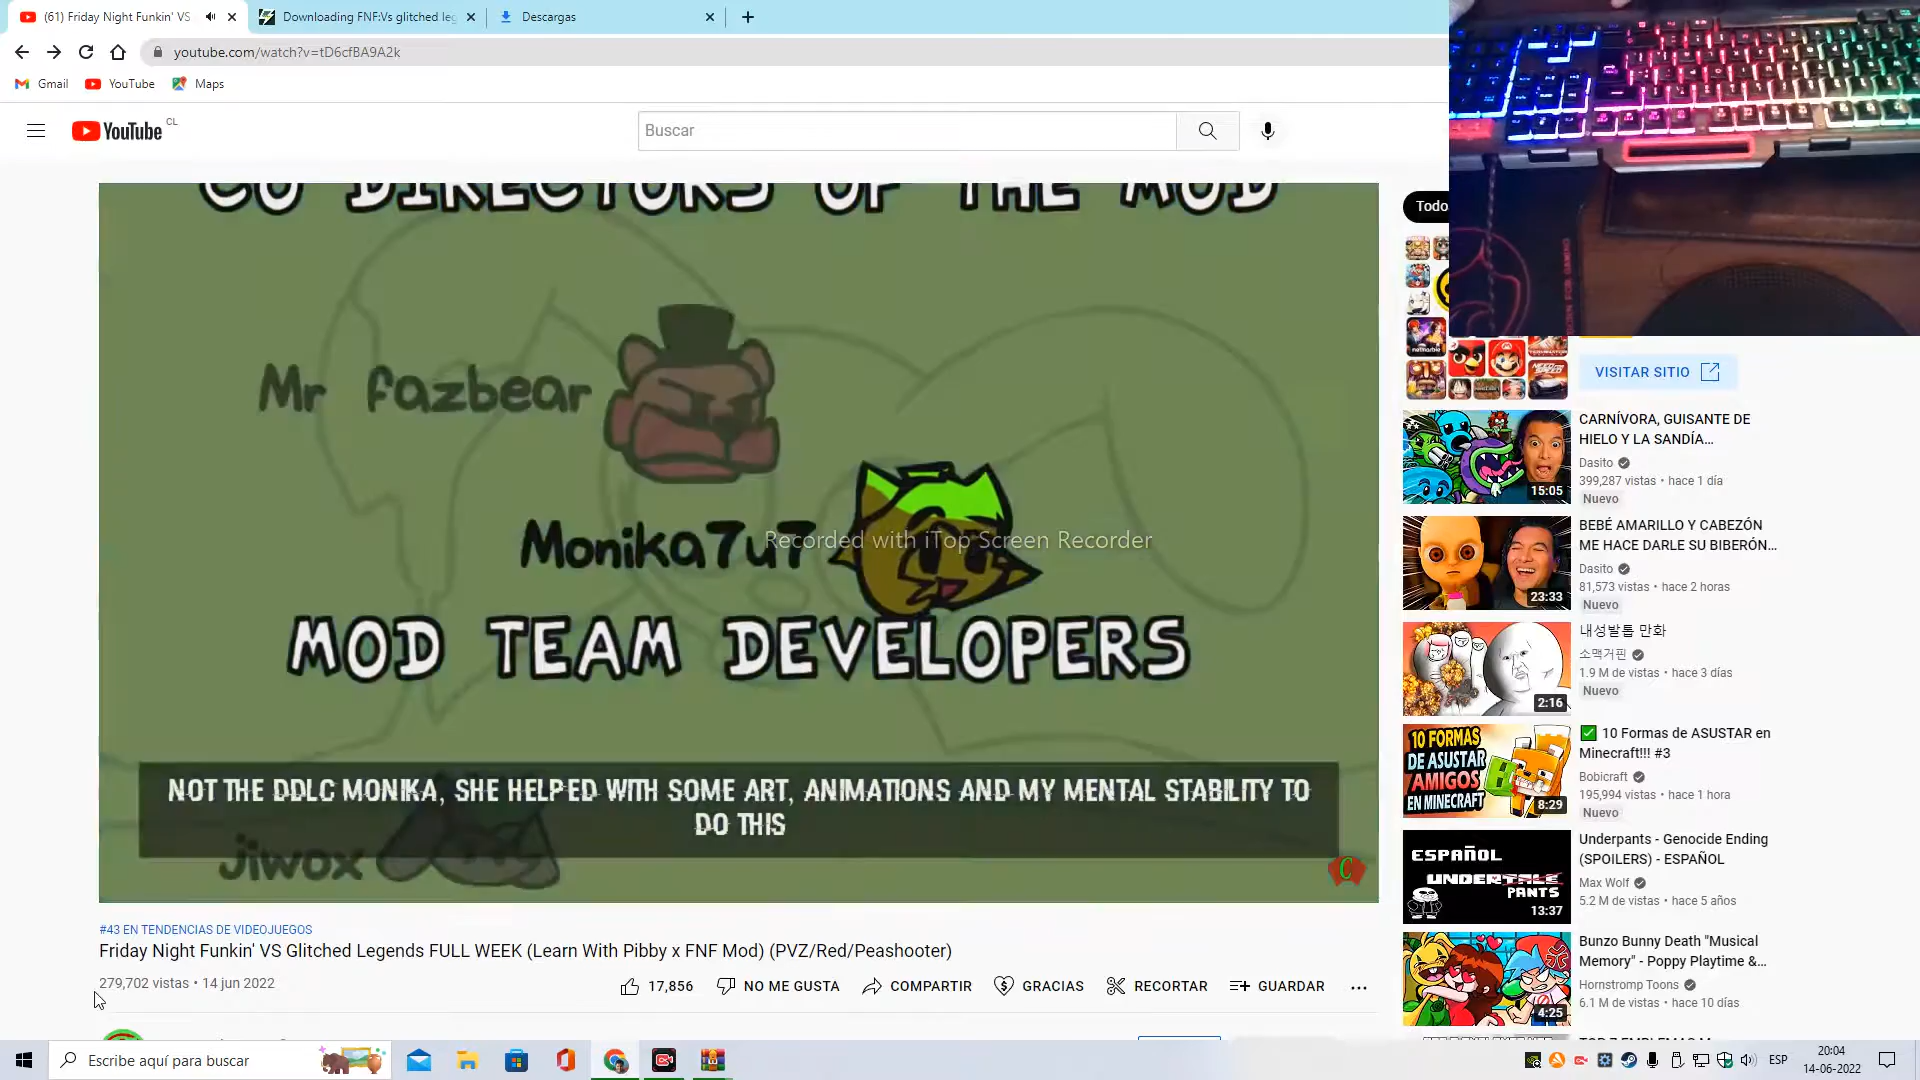 (61) Friday Night Funkin' VS
Downloading FNF:Vs glitched leg
Descargas
youtube.com/watch?v=tD6cfBA9A2k
Gmail
YouTube
Maps
YouTube CL
Buscar
CO DIRECTORS OF THE MOD
Mr fazbear
Monika7u7
Recorded with iTop Screen Recorder
MOD TEAM DEVELOPERS
NOT THE DDLC MONIKA, SHE HELPED WITH SOME ART, ANIMATIONS AND MY MENTAL STABILITY TO
DO THIS
jiwox
C
#43 EN TENDENCIAS DE VIDEOJUEGOS
Friday Night Funkin' VS Glitched Legends FULL WEEK (Learn With Pibby x FNF Mod) (PVZ/Red/Peashooter)
279,702 vistas • 14 jun 2022
17,856
NO ME GUSTA
COMPARTIR
GRACIAS
RECORTAR
GUARDAR
Todo
VISITAR SITIO
CARNÍVORA, GUISANTE DE
HIELO Y LA SANDÍA...
Dasito
399,287 vistas • hace 1 día
Nuevo
15:05
BEBÉ AMARILLO Y CABEZÓN
ME HACE DARLE SU BIBERÓN...
Dasito
81,573 vistas • hace 2 horas
Nuevo
23:33
내성발톱 만화
소맥거핀
1.9 M de vistas • hace 3 días
Nuevo
2:16
10 Formas de ASUSTAR en
Minecraft!!! #3
Bobicraft
195,994 vistas • hace 1 hora
Nuevo
10 FORMAS
DE ASUSTAR
AMIGOS
EN MINECRAFT
8:29
Underpants - Genocide Ending
(SPOILERS) - ESPAÑOL
Max Wolf
5.2 M de vistas • hace 5 años
ESPAÑOL
UNDERTALE
PANTS
13:37
Bunzo Bunny Death "Musical
Memory" - Poppy Playtime &...
Hornstromp Toons
6.1 M de vistas • hace 10 días
4:25
Escribe aquí para buscar
ESP
20:04
14-06-2022